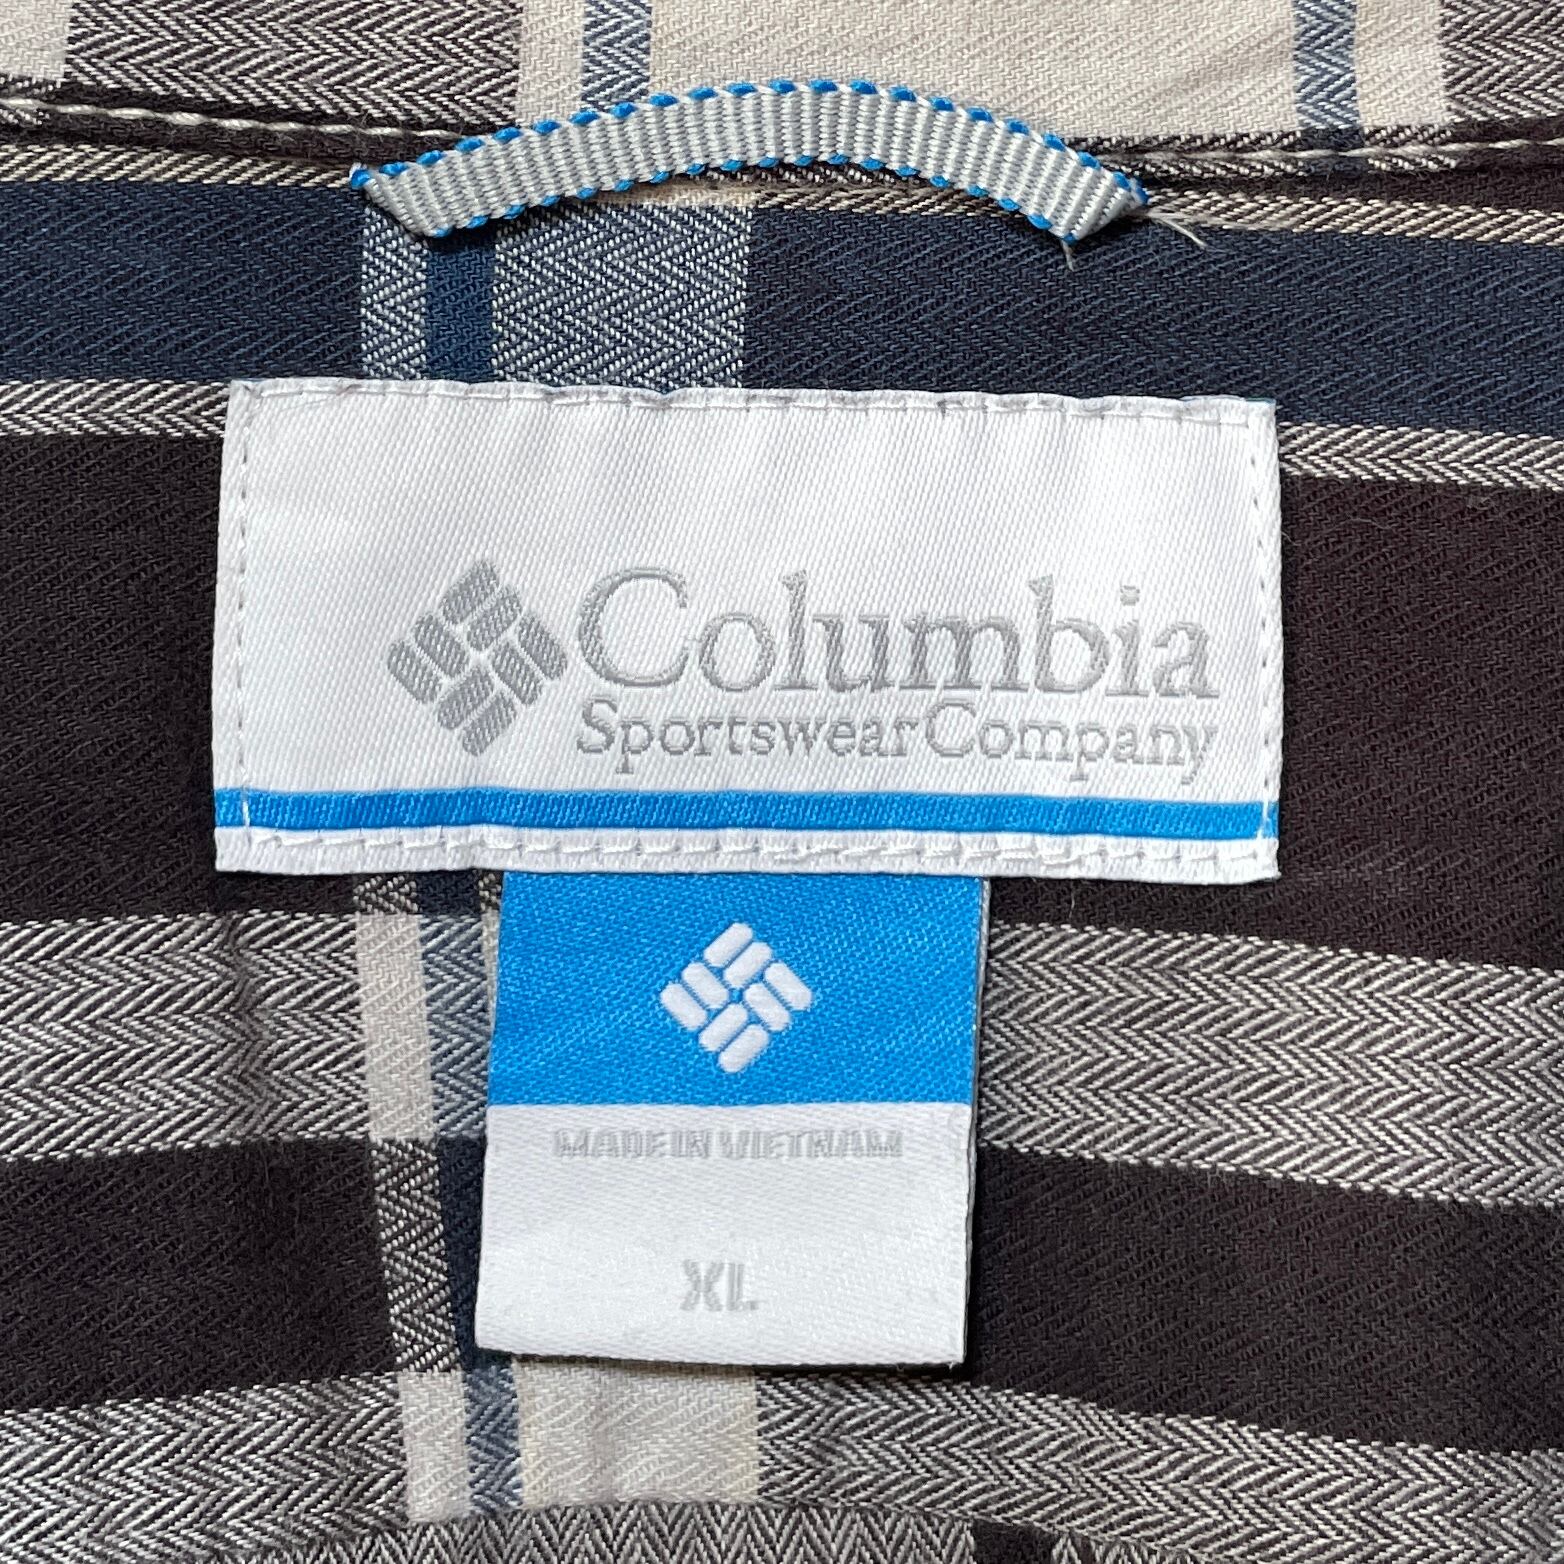 Columbia
Sportswear Company
MADE IN VIETNAM
XL